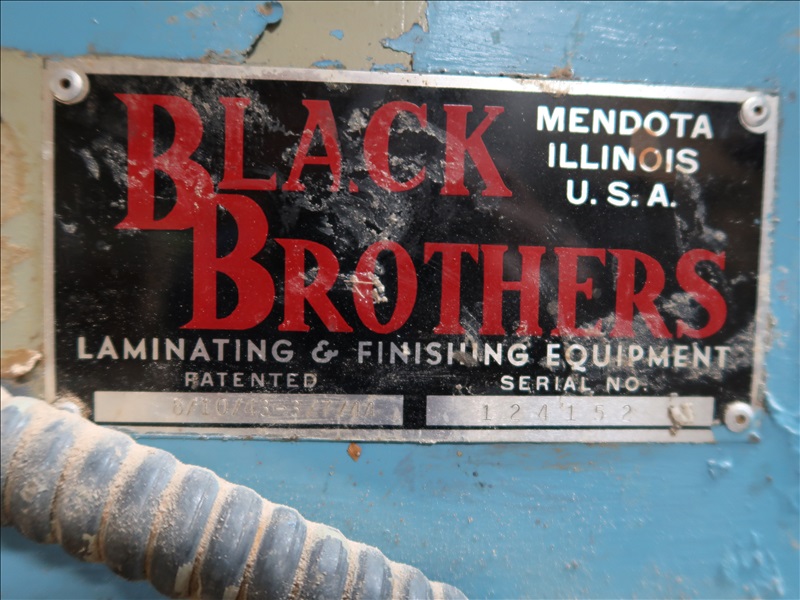 BLACK
BROTHERS
MENDOTA
ILLINOIS
U. S. A.
LAMINATING & FINISHING EQUIPMENT
PATENTED
SERIAL NO.
124152